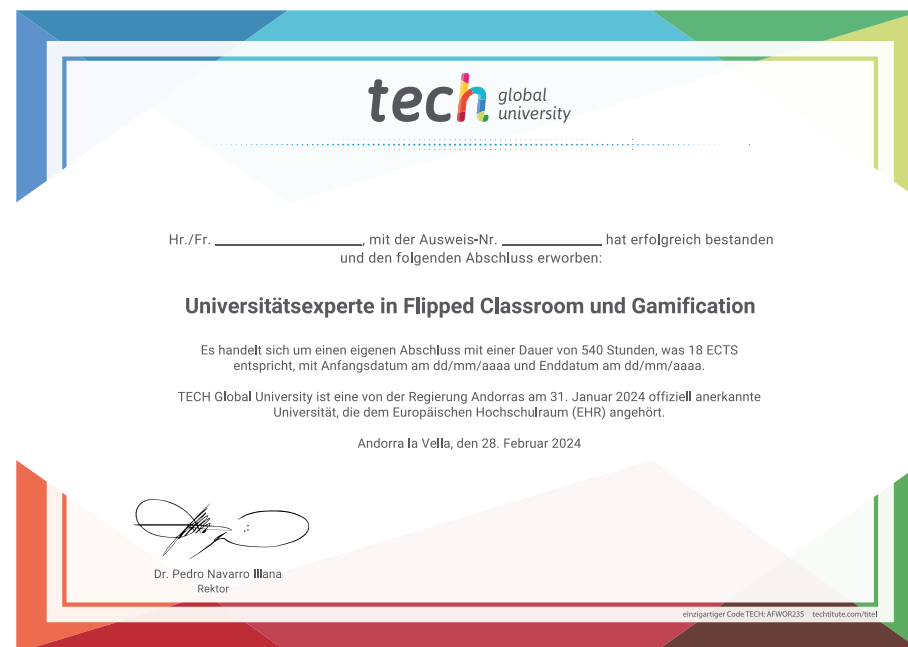 tech global university
Hr./Fr. ____________, mit der Ausweis-Nr. ____________ hat erfolgreich bestanden
und den folgenden Abschluss erworben:
Universitätsexperte in Flipped Classroom und Gamification
Es handelt sich um einen eigenen Abschluss mit einer Dauer von 540 Stunden, was 18 ECTS
entspricht, mit Anfangsdatum am dd/mm/aaaa und Enddatum am dd/mm/aaaa.
TECH Global University ist eine von der Regierung Andorras am 31. Januar 2024 offiziell anerkannte
Universität, die dem Europäischen Hochschulraum (EHR) angehört.
Andorra la Vella, den 28. Februar 2024
Dr. Pedro Navarro Illana
Rektor
einzigartiger Code TECH: AFWOR23S techtitute.com/titel